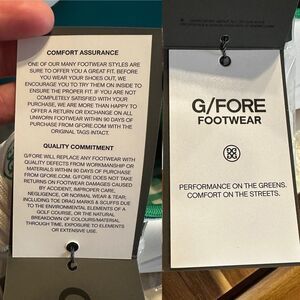 COMFORT ASSURANCE
ONE OF OUR MANY FOOTWEAR STYLES ARE
SURE TO OFFER YOU A GREAT FIT. BEFORE
YOU WEAR YOUR SHOES OUT, WE
ENCOURAGE YOU TO TRY THEM ON INSIDE TO
ENSURE THE PROPER FIT. IF YOU ARE NOT
COMPLETELY SATISFIED WITH YOUR
PURCHASE, WE ARE MORE THAN HAPPY TO
OFFER A RETURN OR EXCHANGE ON ALL
UNWORN FOOTWEAR WITHIN 90 DAYS OF
PURCHASE FROM GFORE.COM WITH THE
ORIGINAL TAGS INTACT.
QUALITY COMMITMENT
G/FORE WILL REPLACE ANY FOOTWEAR WITH
QUALITY DEFECTS FROM WORKMANSHIP OR
MATERIALS WITHIN 90 DAYS OF PURCHASE
FROM GFORE.COM. GFORE DOES NOT TAKE
RETURNS ON FOOTWEAR DAMAGES CAUSED
BY ACCIDENT, IMPROPER CARE,
NEGLIGENCE, NORMAL WEAR & TEAR;
INCLUDING TOE DRAG MARKS & SCUFFS DUE
TO THE ENVIRONMENTAL ELEMENTS OF A
GOLF COURSE, OR THE NATURAL
BREAKDOWN OF COLOURS/MATERIAL
THROUGH TIME, EXPOSURE TO ELEMENTS
OR EXTENSIVE USE.
G/FORE
FOOTWEAR
PERFORMANCE ON THE GREENS.
COMFORT ON THE STREETS.